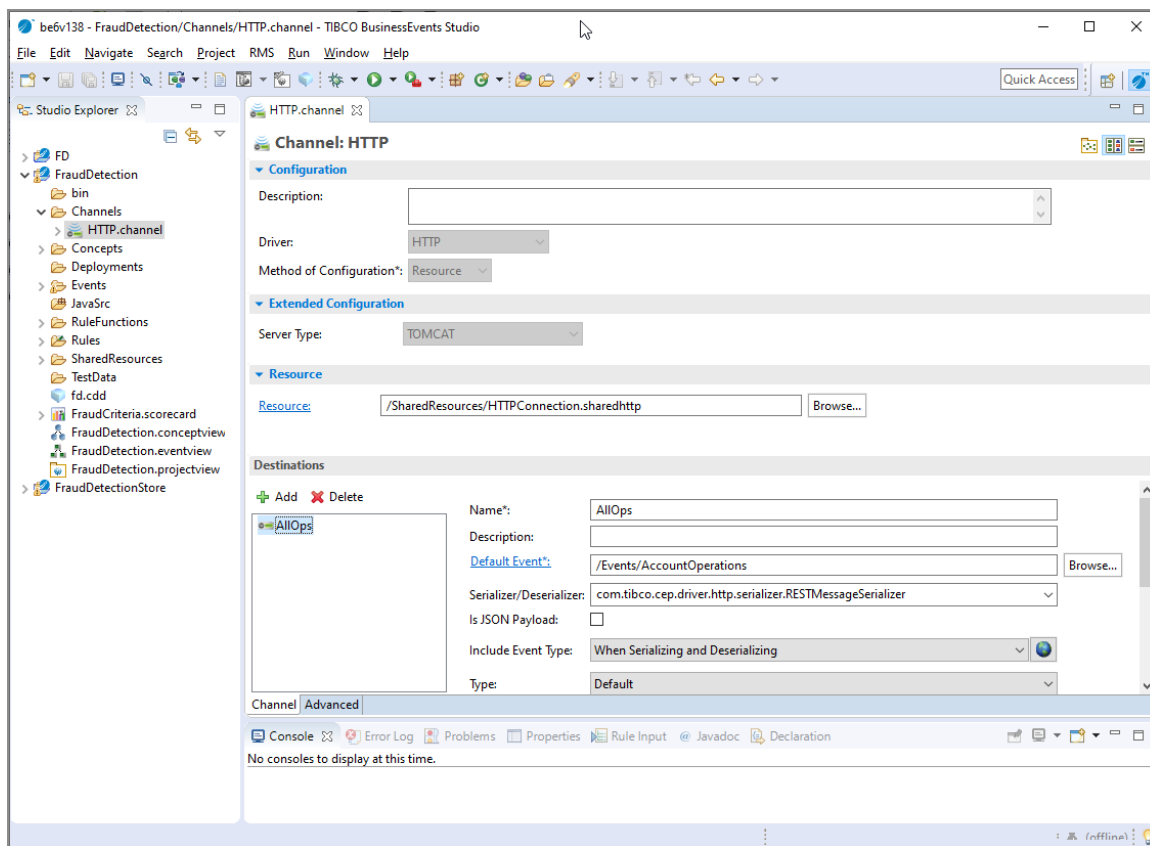 be6v138 - FraudDetection/Channels/HTTP.channel - TIBCO BusinessEvents Studio
File Edit Navigate Search Project RMS Run Window Help
Quick Access
Studio Explorer
FD
FraudDetection
bin
Channels
HTTP.channel
Concepts
Deployments
Events
JavaSrc
RuleFunctions
Rules
SharedResources
TestData
fd.cdd
FraudCriteria.scorecard
FraudDetection.conceptview
FraudDetection.eventview
FraudDetection.projectview
FraudDetectionStore
HTTP.channel
Channel: HTTP
Configuration
Description:
Driver: HTTP
Method of Configuration*: Resource
Extended Configuration
Server Type: TOMCAT
Resource
Resource: /SharedResources/HTTPConnection.sharedhttp Browse...
Destinations
Add Delete
AllOps
Name*: AllOps
Description:
Default Event*: /Events/AccountOperations Browse...
Serializer/Deserializer: com.tibco.cep.driver.http.serializer.RESTMessageSerializer
Is JSON Payload:
Include Event Type: When Serializing and Deserializing
Type: Default
Channel Advanced
Console Error Log Problems Properties Rule Input @ Javadoc Declaration
No consoles to display at this time.
(offline)